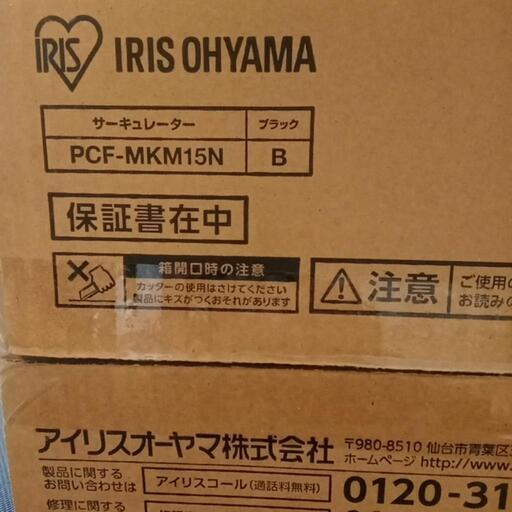 IRIS IRIS OHYAMA
サーキュレーター ブラック
PCF-MKM15N B
保証書在中
箱開口時の注意
カッターの使用はさけてください
製品にキズがつくおそれがあります
注意
ご使用の
お読みの
アイリスオーヤマ株式会社
〒980-8510 仙台市青葉区
ホームページ http://www.
製品に関する
お問い合わせは
アイリスコール(通話料無料)
0120-31
修理に関する